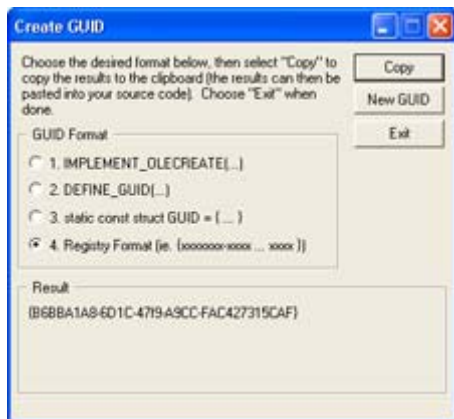 Create GUID
Choose the desired format below, then select "Copy" to
copy the results to the clipboard (the results can then be
pasted into your source code). Choose "Exit" when
done.
Copy
New GUID
Exit
GUID Format
1. IMPLEMENT_OLECREATE(...)
2. DEFINE_GUID(...)
3. static const struct GUID = { ... }
4. Registry Format (ie. {xxxxxxxx-xxxx ... xxxx })
Result
{B6BBA1A8-6D1C-47f9-A9CC-FAC427315CAF}